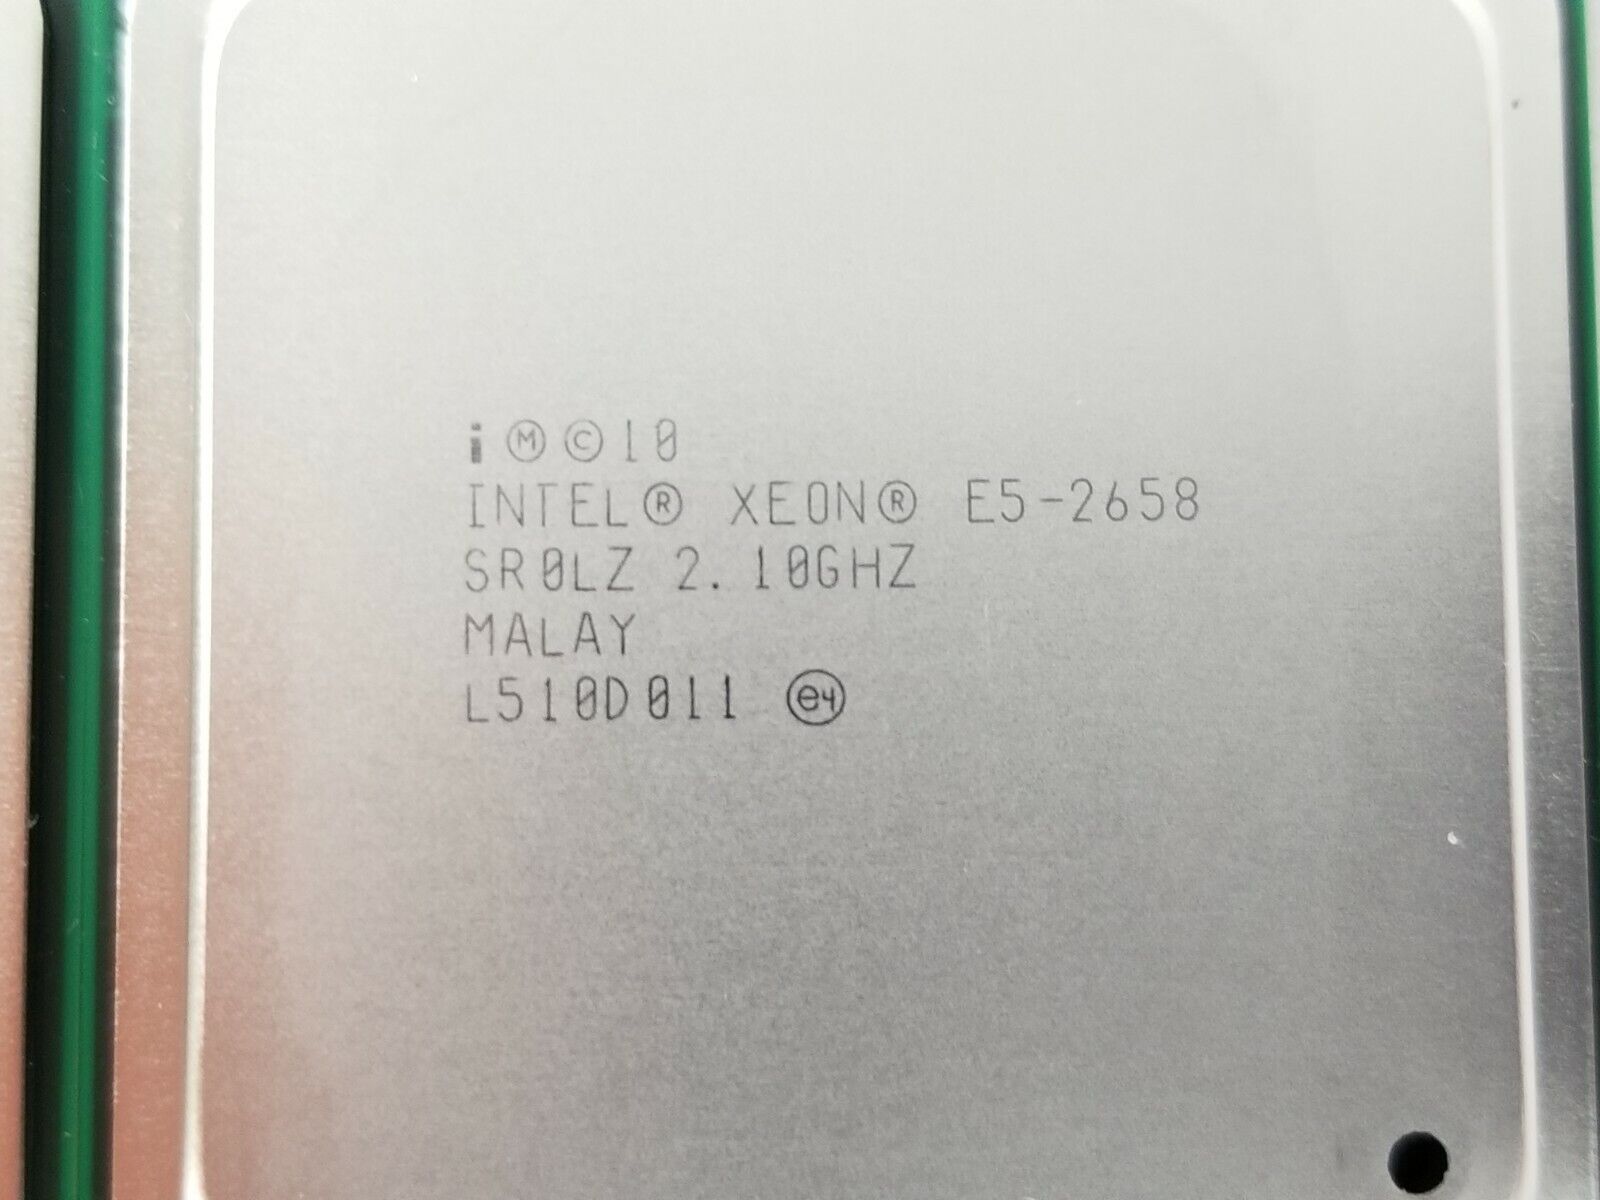 i Ⓜ©10
INTEL® XEON® E5-2658
SR0LZ 2.10GHZ
MALAY
L510D011 e4